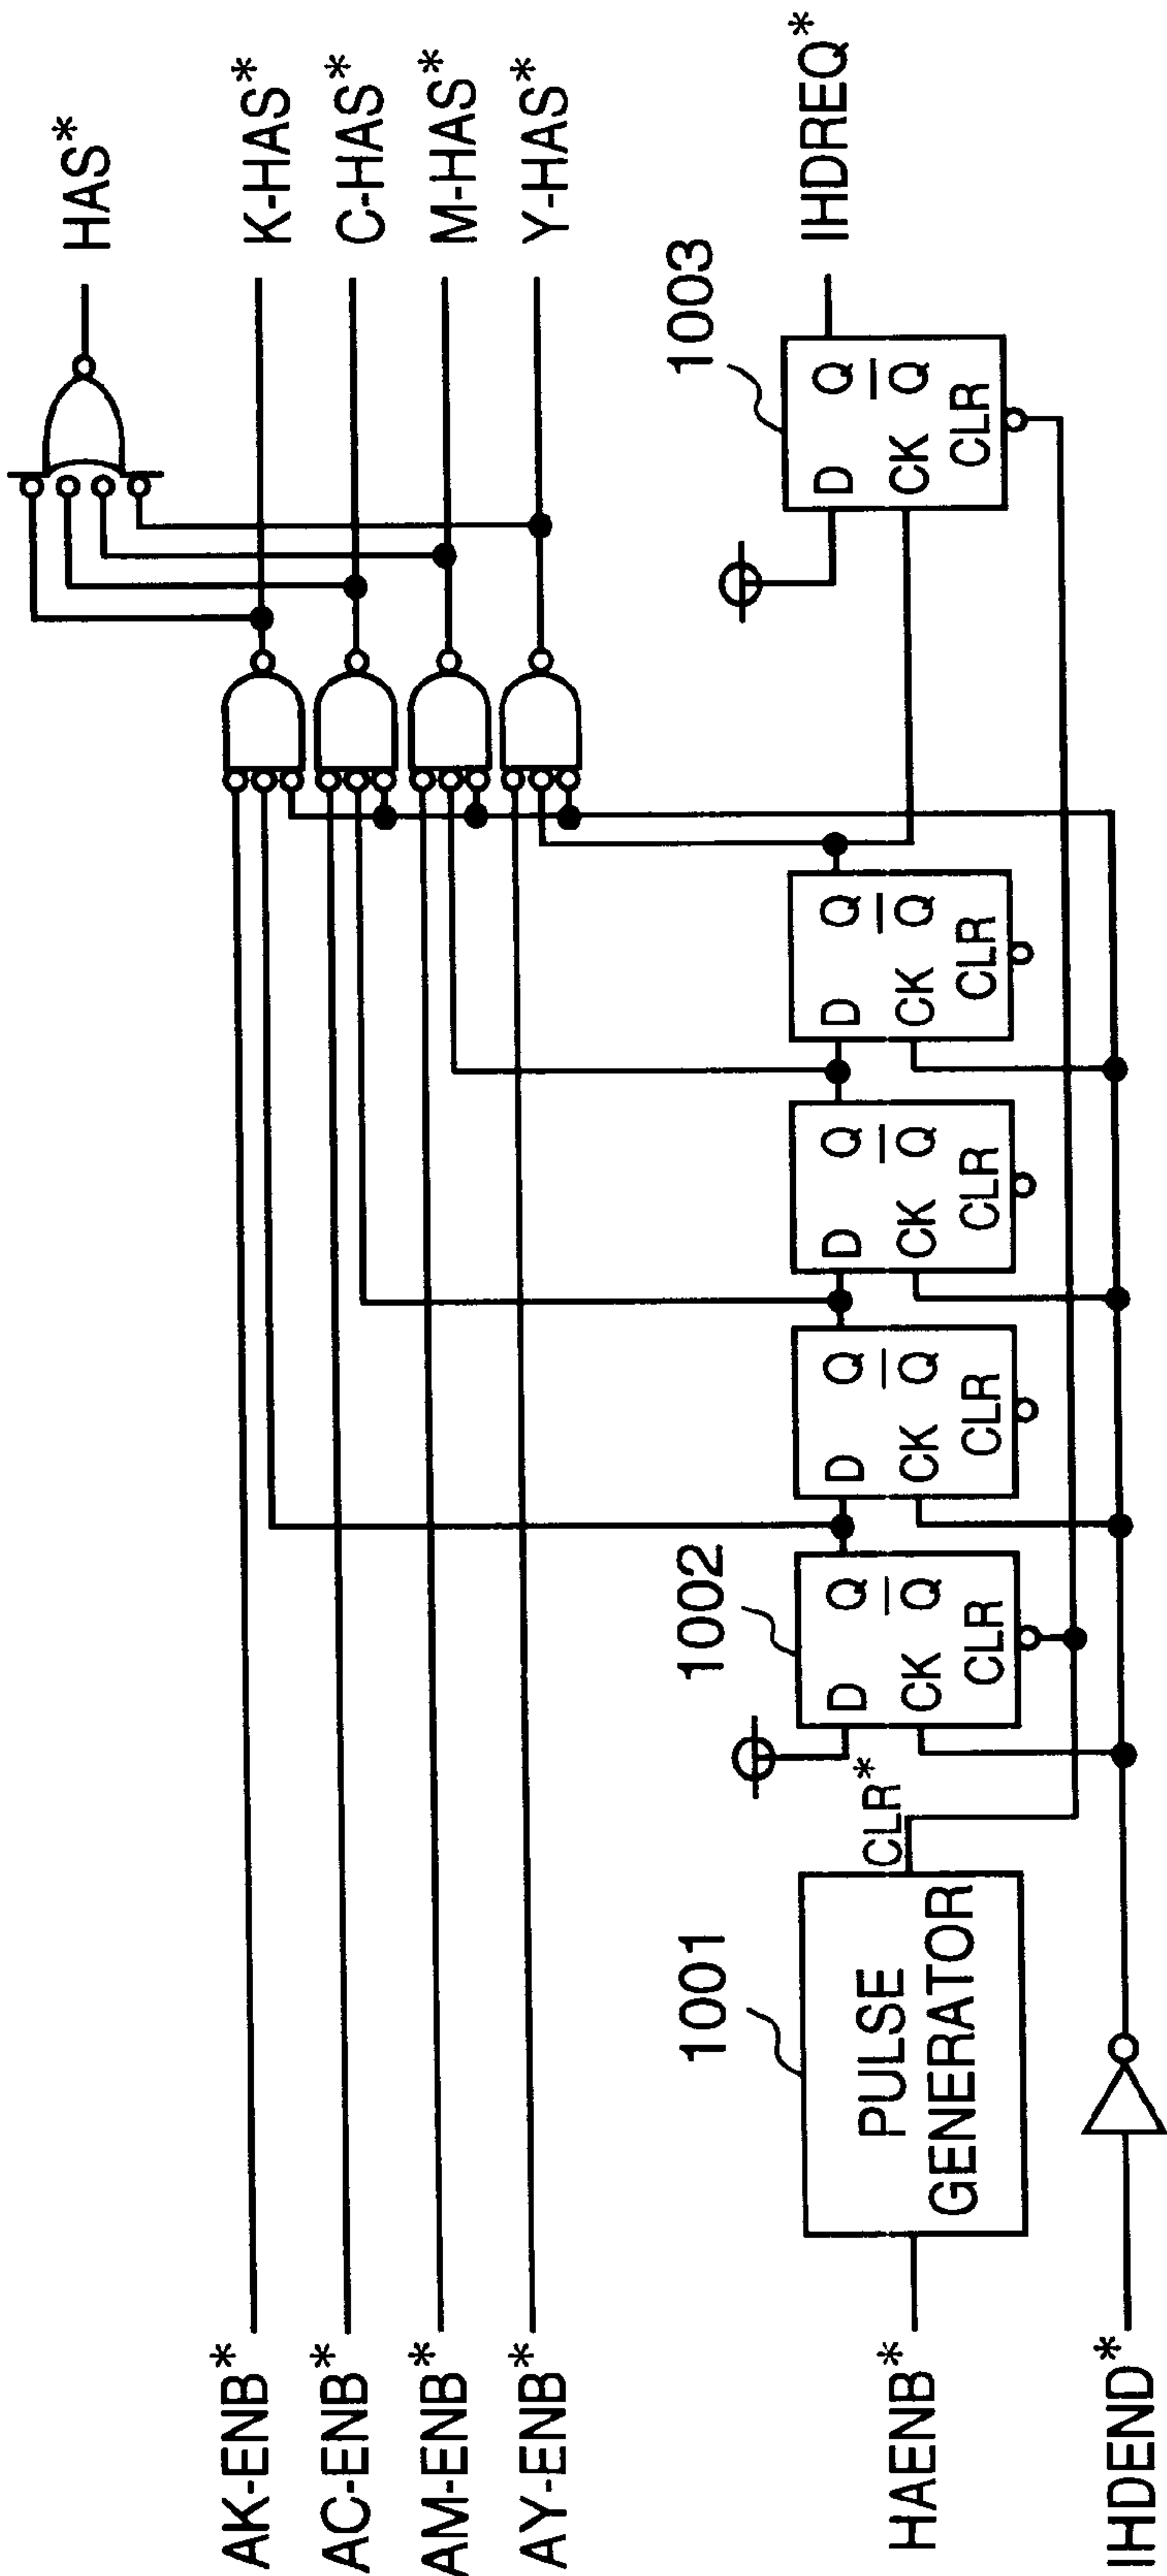 AK-ENB*
AC-ENB*
AM-ENB*
AY-ENB*
HAENB*
IHDEND*
1001
PULSE
GENERATOR
CLR*
1002
D Q
CK Q
CLR
D Q
CK Q
CLR
D Q
CK Q
CLR
D Q
CK Q
CLR
1003
D Q
CK Q
CLR
HAS*
K-HAS*
C-HAS*
M-HAS*
Y-HAS*
IHDREQ*